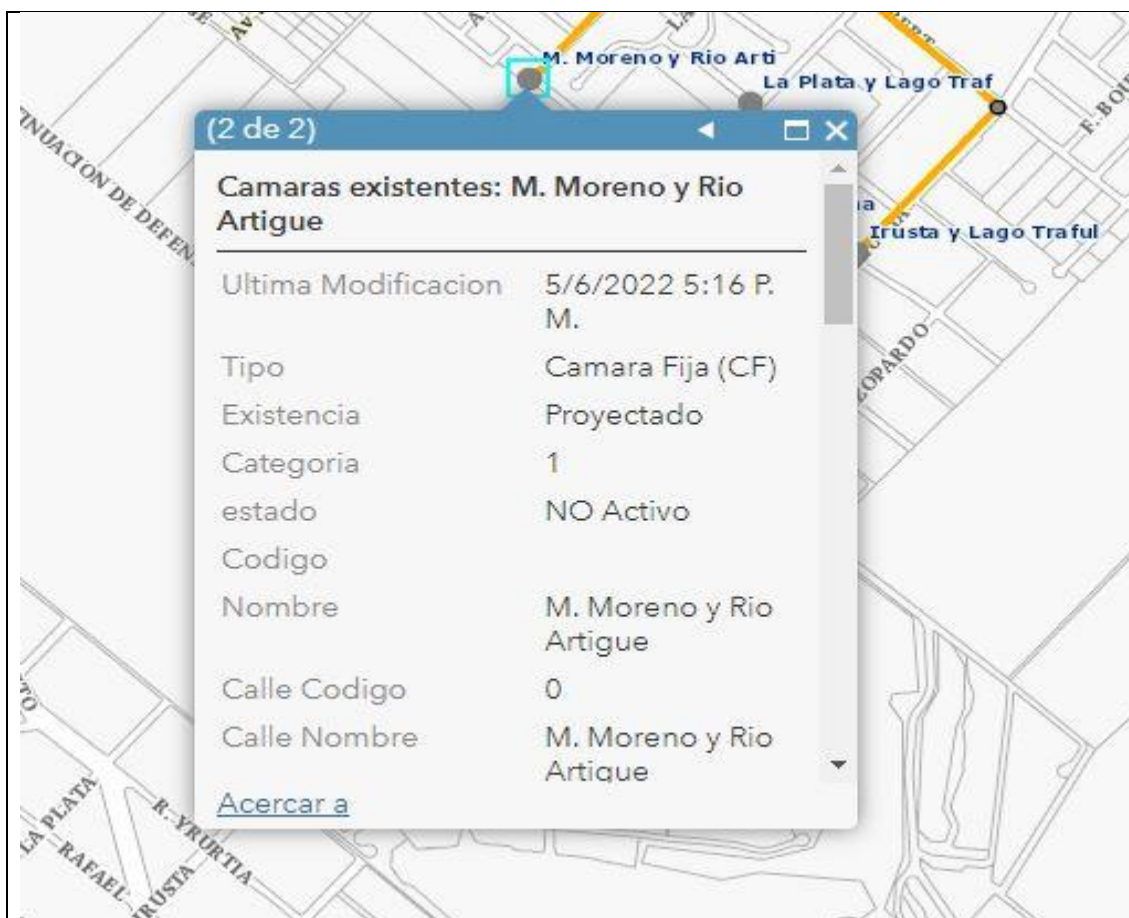 M. Moreno y Rio Arti
La Plata y Lago Traf
(2 de 2)
Camaras existentes: M. Moreno y Rio
Artigue
Irusta y Lago Traful
Ultima Modificacion 5/6/2022 5:16 P.
M.
Tipo Camara Fija (CF)
Existencia Proyectado
Categoria 1
estado NO Activo
Codigo
Nombre M. Moreno y Rio
Artigue
Calle Codigo 0
Calle Nombre M. Moreno y Rio
Artigue
Acercar a
LA PLATA
R. YRURTIA
RAFAEL